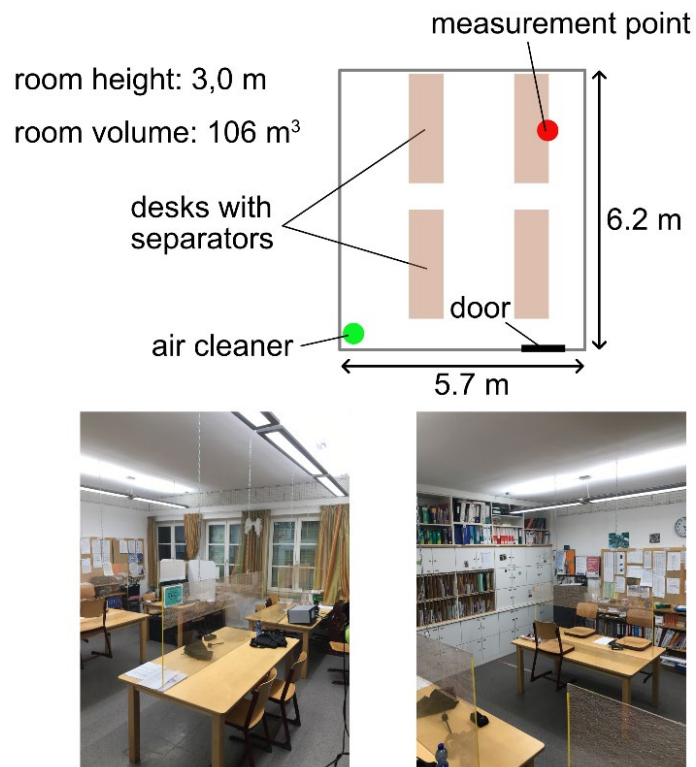 measurement point
room height: 3,0 m
room volume: 106 m³
desks with
separators
6.2 m
door
air cleaner
5.7 m